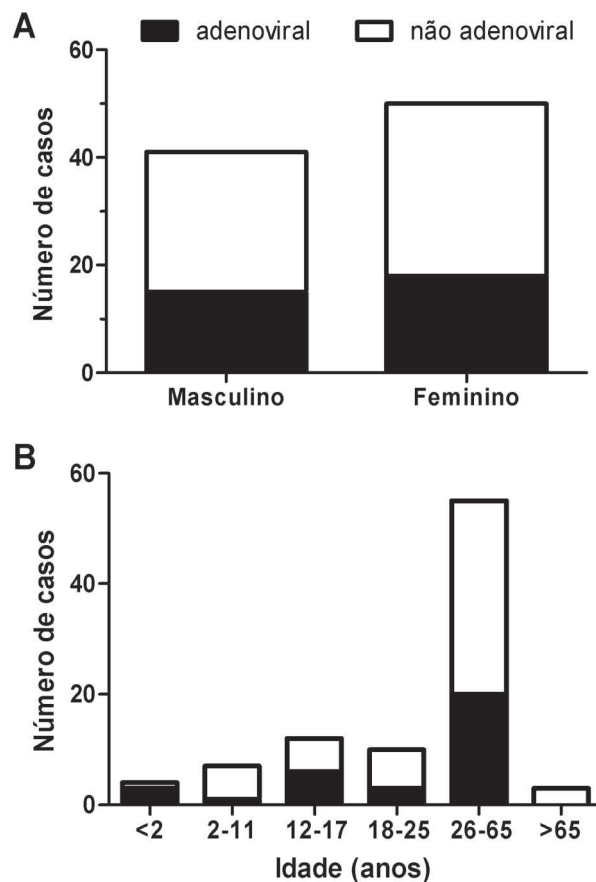 A
adenoviral não adenoviral
Número de casos
60
40
20
0
Masculino Feminino
B
Número de casos
60
40
20
0
<2 2-11 12-17 18-25 26-65 >65
Idade (anos)